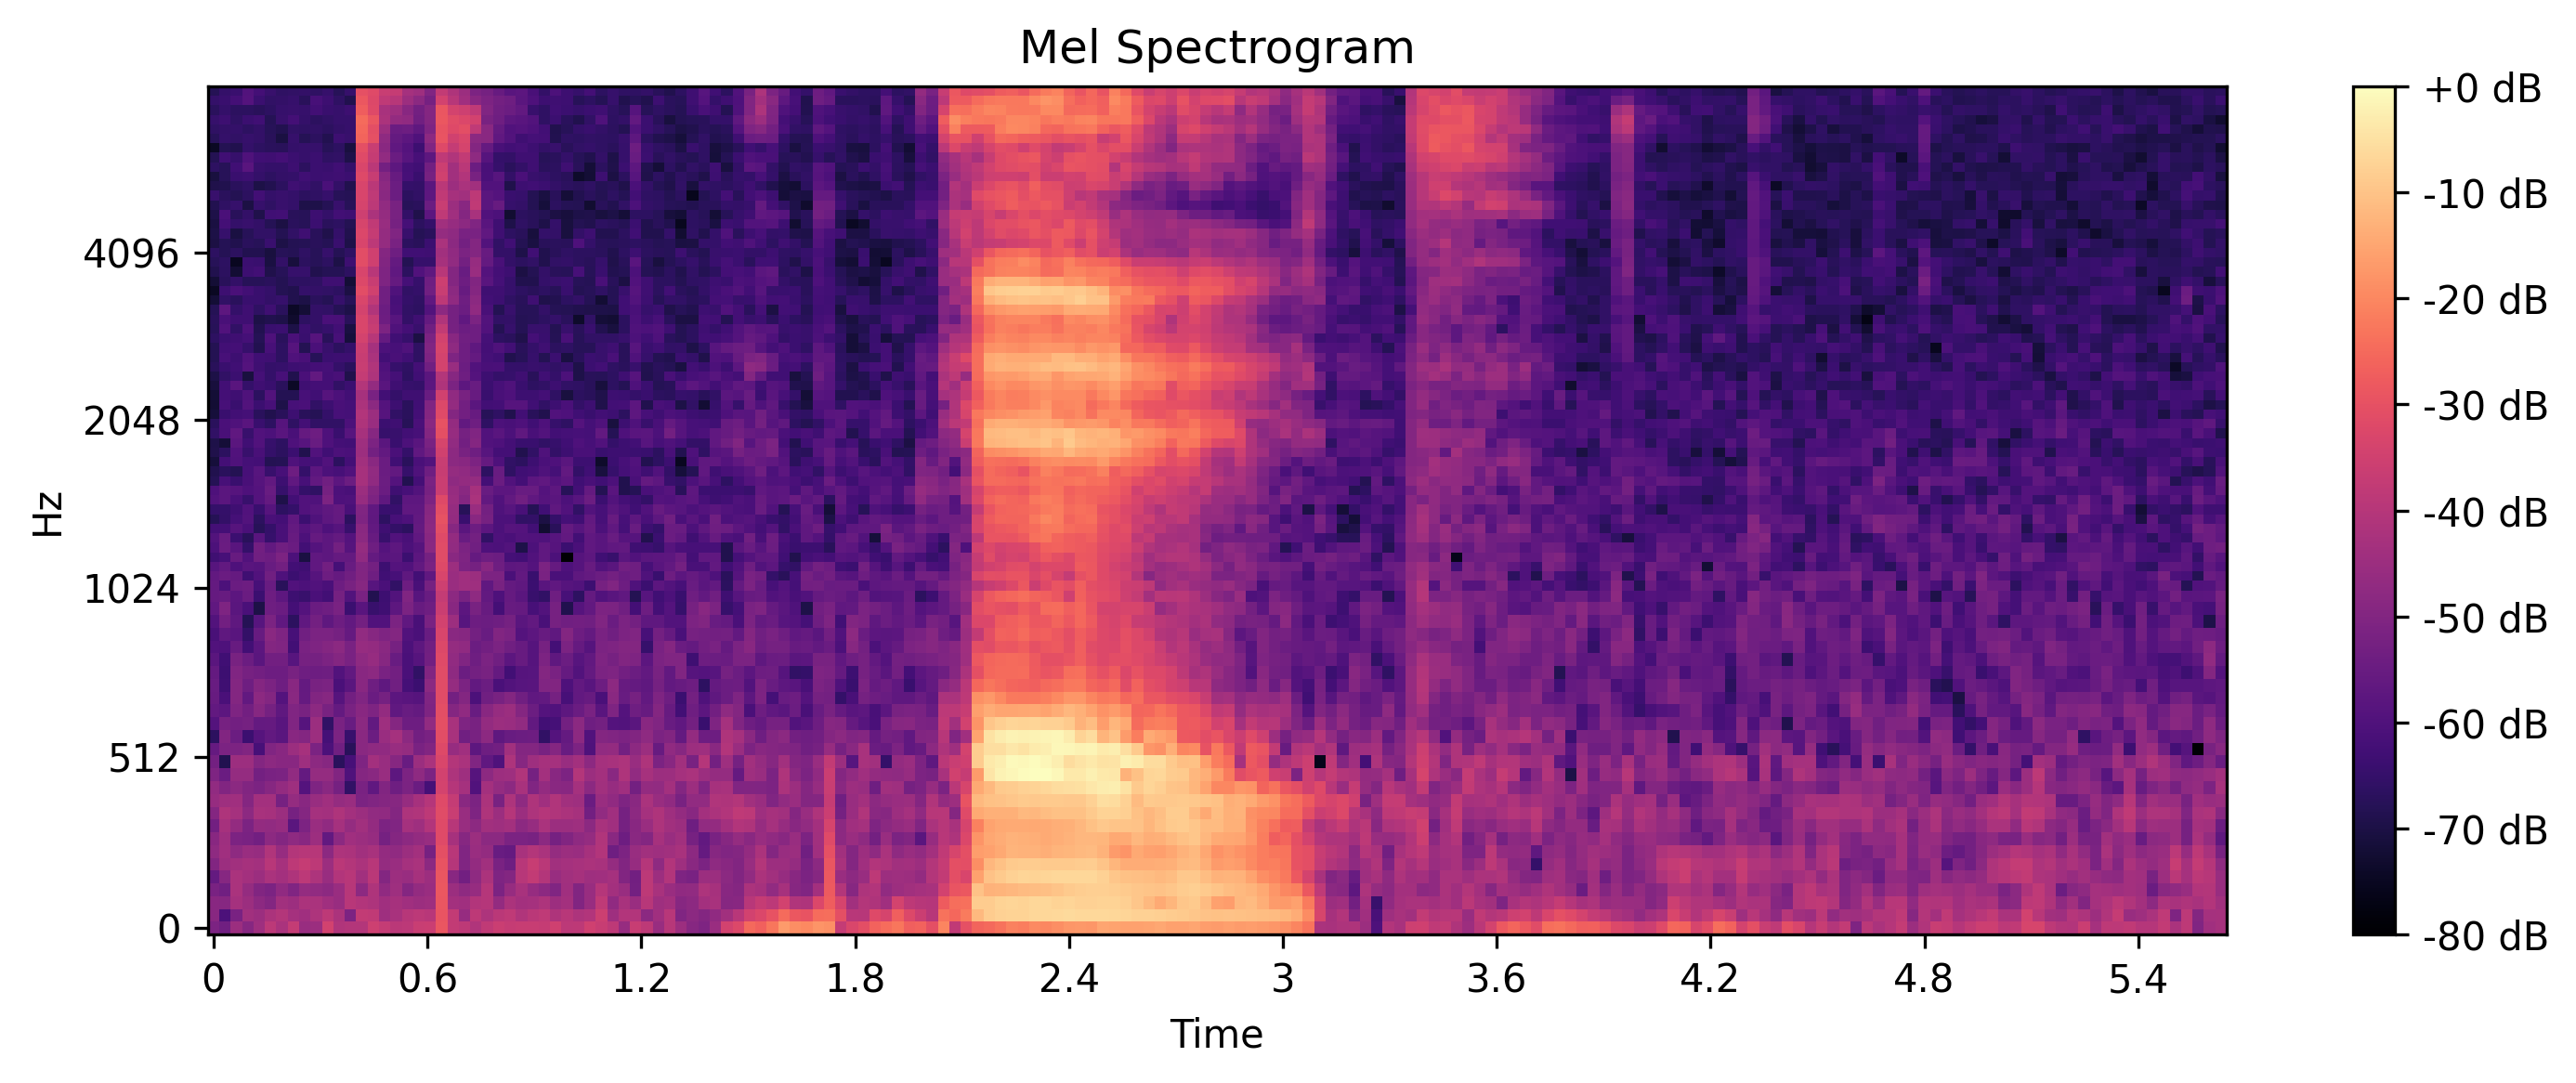 Mel Spectrogram
+0 dB
-10 dB
4096
-20 dB
-30 dB
2048
Hz
-40 dB
1024
-50 dB
-60 dB
512
-70 dB
0
-80 dB
0 0.6 1.2 1.8 2.4 3 3.6 4.2 4.8 5.4
Time